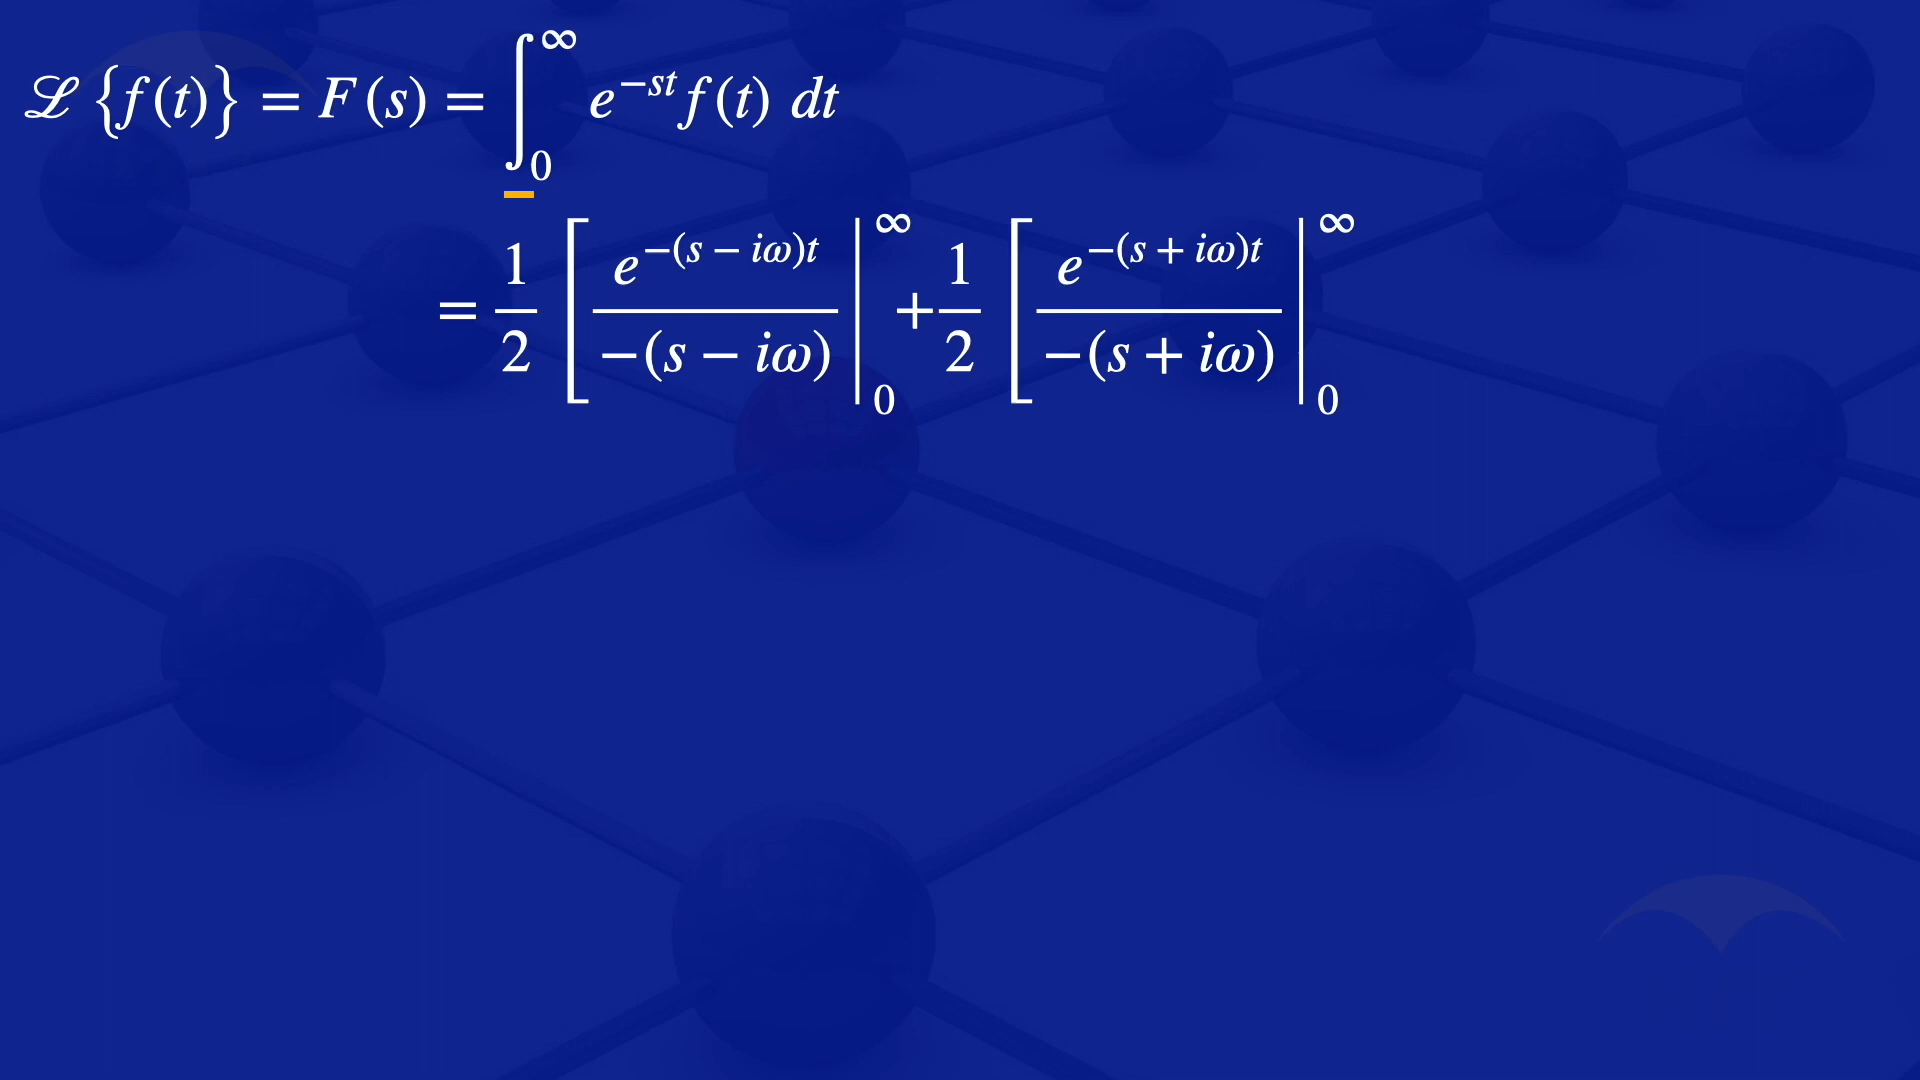 ℒ {f(t)} = F(s) = ∫₀^∞ e^{−st} f(t) dt
= 1/2 [ e^{−(s − iω)t} / −(s − iω) |₀^∞ + 1/2 [ e^{−(s + iω)t} / −(s + iω) |₀^∞